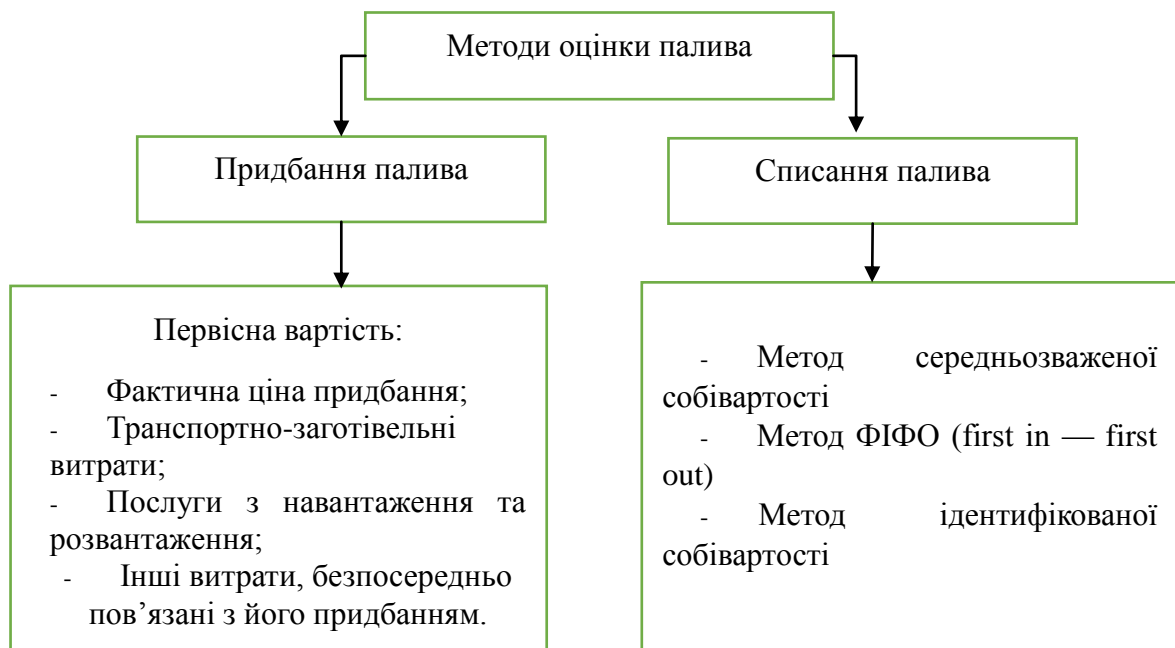 Методи оцінки палива
Придбання палива
Списання палива
Первісна вартість:
- Фактична ціна придбання;
- Транспортно-заготівельні
витрати;
- Послуги з навантаження та
розвантаження;
- Інші витрати, безпосередньо
пов’язані з його придбанням.
- Метод середньозваженої
собівартості
- Метод ФІФО (first in — first
out)
- Метод ідентифікованої
собівартості